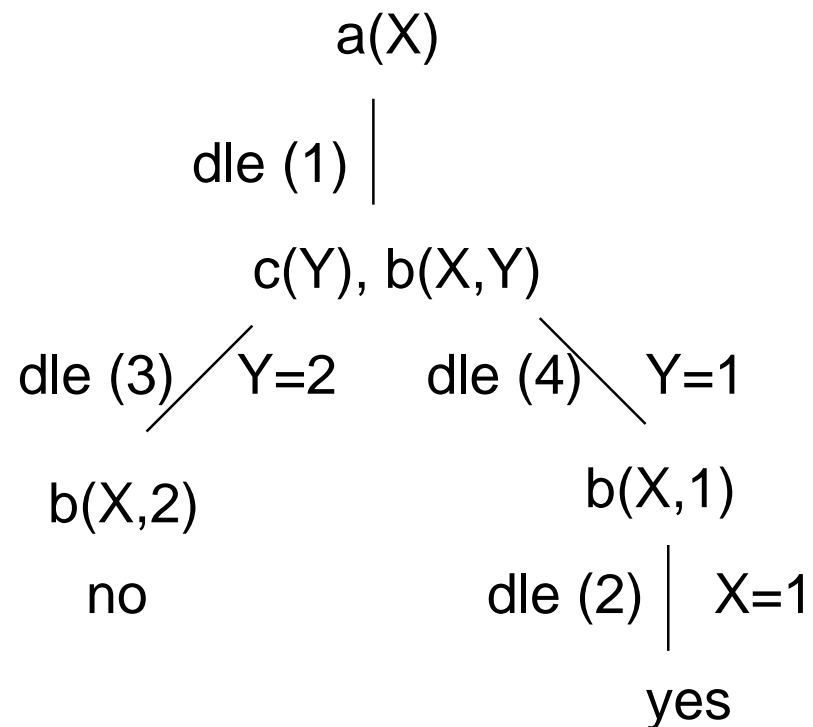 a(X)
dle (1)
c(Y), b(X,Y)
dle (3) Y=2 dle (4) Y=1
b(X,2) b(X,1)
no dle (2) X=1
yes